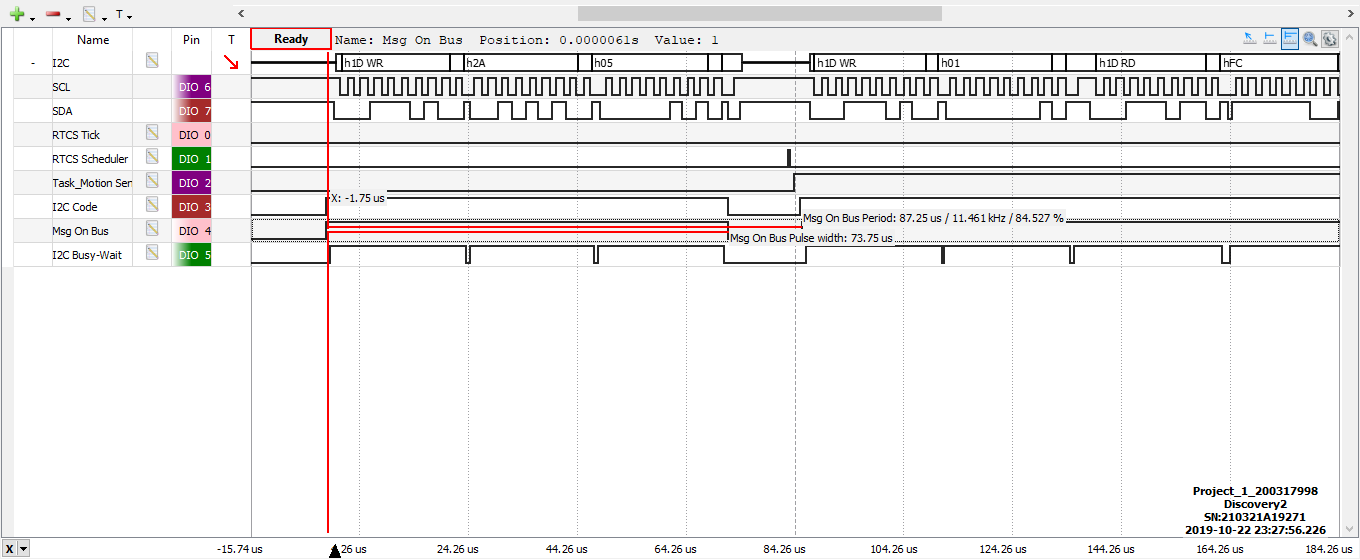 T
Name Pin T Ready Name: Msg On Bus Position: 0.0000061s Value: 1
- I2C h1D WR h2A h05 h1D WR h01 h1D RD hFC
SCL DIO 6
SDA DIO 7
RTCS Tick DIO 0
RTCS Scheduler DIO 1
Task_Motion Sen DIO 2
X: -1.75 us
I2C Code DIO 3
Msg On Bus Period: 87.25 us / 11.461 kHz / 84.527 %
Msg On Bus DIO 4
Msg On Bus Pulse width: 73.75 us
I2C Busy-Wait DIO 5
Project_1_200317998
Discovery2
SN:210321A19271
2019-10-22 23:27:56.226
X -15.74 us .26 us 24.26 us 44.26 us 64.26 us 84.26 us 104.26 us 124.26 us 144.26 us 164.26 us 184.26 us